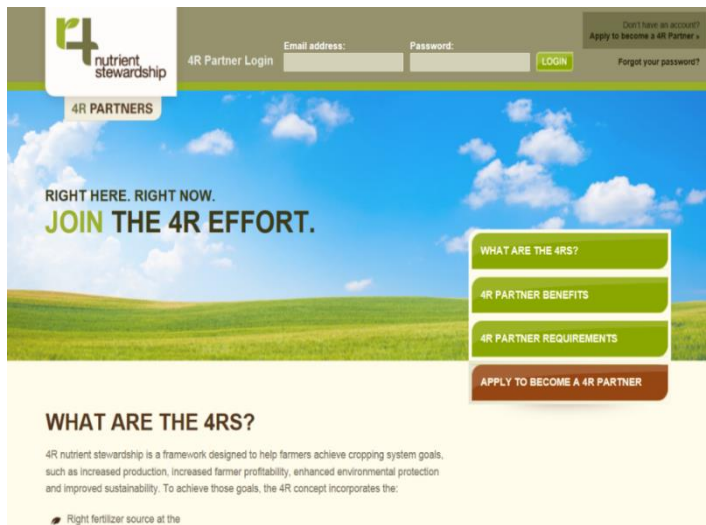 r4
nutrient
stewardship
4R PARTNERS
4R Partner Login
Email address:
Password:
LOGIN
Don't have an account?
Apply to become a 4R Partner »
Forgot your password?
RIGHT HERE. RIGHT NOW.
JOIN THE 4R EFFORT.
WHAT ARE THE 4RS?
4R PARTNER BENEFITS
4R PARTNER REQUIREMENTS
APPLY TO BECOME A 4R PARTNER
WHAT ARE THE 4RS?
4R nutrient stewardship is a framework designed to help farmers achieve cropping system goals,
such as increased production, increased farmer profitability, enhanced environmental protection
and improved sustainability. To achieve those goals, the 4R concept incorporates the:
Right fertilizer source at the